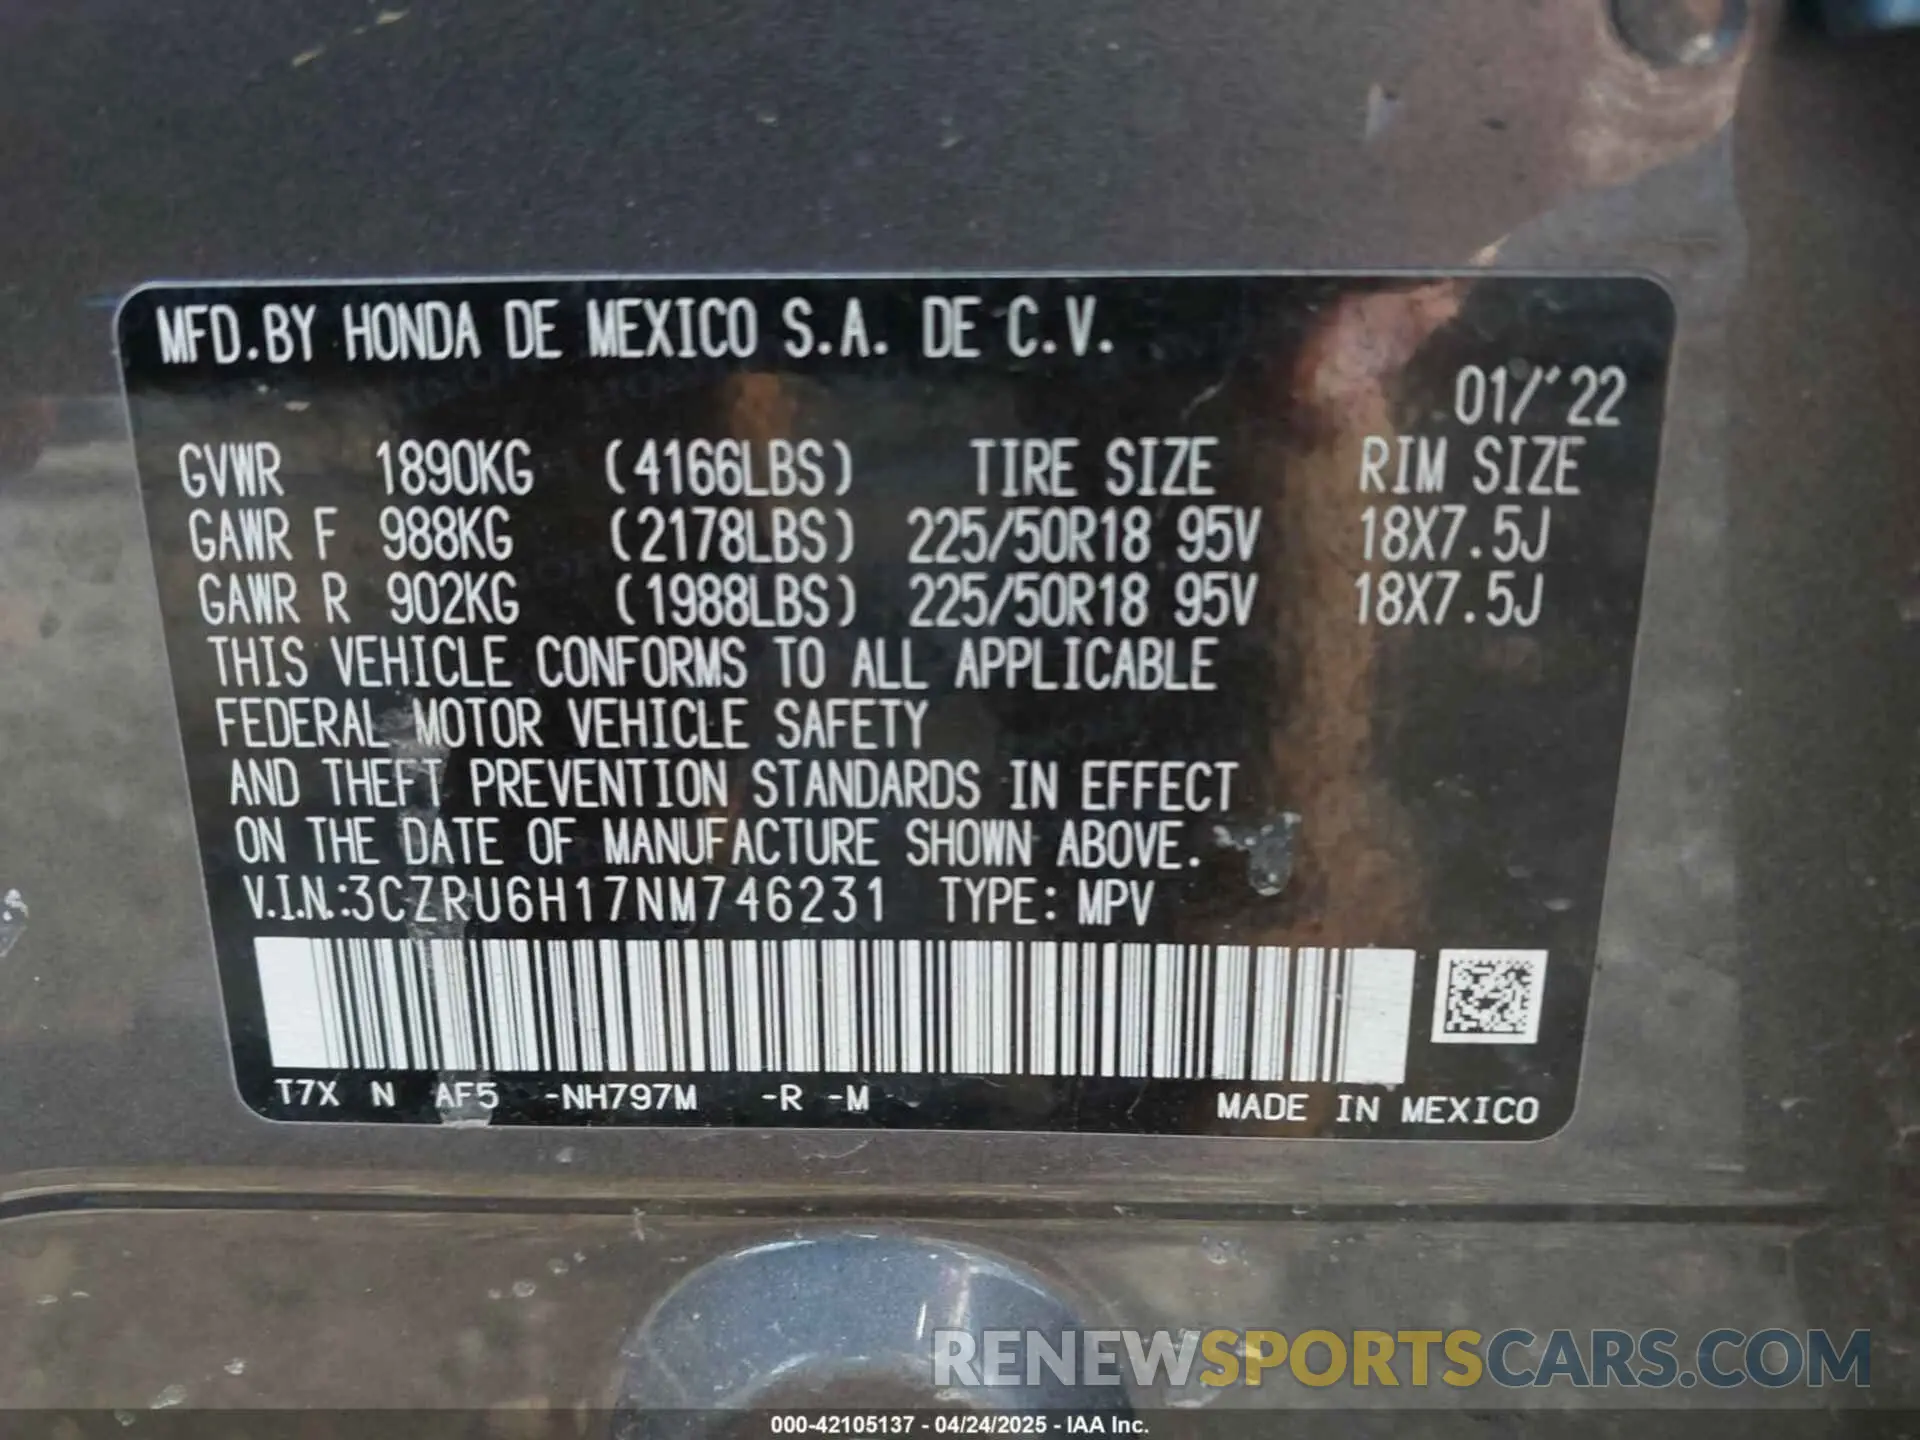 MFD.BY HONDA DE MEXICO S.A. DE C.V.
01/'22
GVWR 1890KG (4166LBS) TIRE SIZE RIM SIZE
GAWR F 988KG (2178LBS) 225/50R18 95V 18X7.5J
GAWR R 902KG (1988LBS) 225/50R18 95V 18X7.5J
THIS VEHICLE CONFORMS TO ALL APPLICABLE
FEDERAL MOTOR VEHICLE SAFETY
AND THEFT PREVENTION STANDARDS IN EFFECT
ON THE DATE OF MANUFACTURE SHOWN ABOVE.
V.I.N.:3CZRU6H17NM746231 TYPE: MPV
T7X N AF5 -NH797M -R -M MADE IN MEXICO
RENEWSPORTSCARS.COM
000-42105137 - 04/24/2025 - IAA Inc.